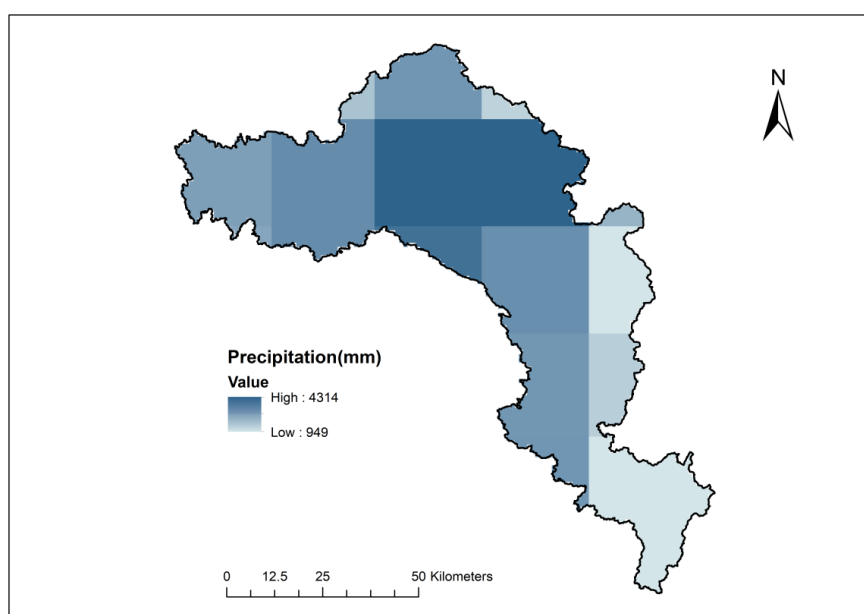 N
Precipitation(mm)
Value
High : 4314
Low : 949
0 12.5 25 50 Kilometers